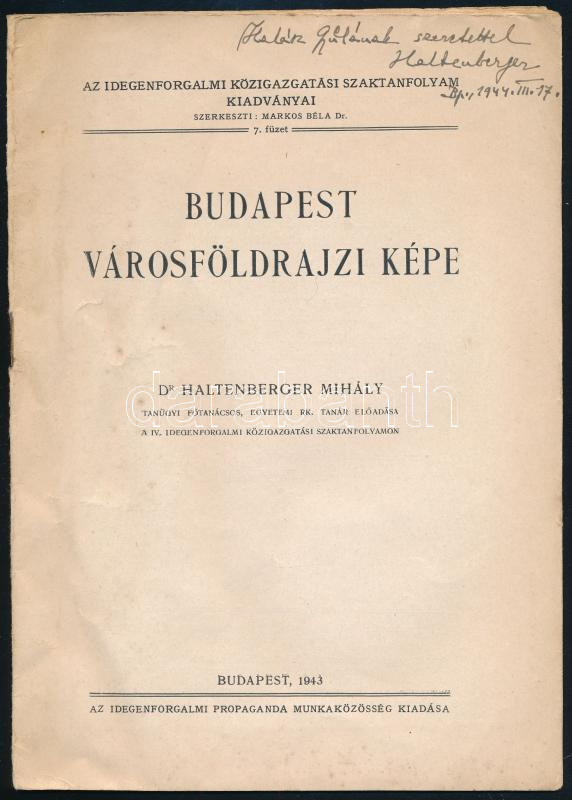 Halász Gyulának szeretettel
Haltenberger
Bp., 1944. III. 17.
AZ IDEGENFORGALMI KÖZIGAZGATÁSI SZAKTANFOLYAM
KIADVÁNYAI
SZERKESZTI: MARKOS BÉLA Dr.
7. füzet
BUDAPEST
VÁROSFÖLDRAJZI KÉPE
Dr HALTENBERGER MIHÁLY
TANÜGYI FŐTANÁCSOS, EGYETEMI RK. TANÁR ELŐADÁSA
A IV. IDEGENFORGALMI KÖZIGAZGATÁSI SZAKTANFOLYAMON
darabanth
BUDAPEST, 1943
AZ IDEGENFORGALMI PROPAGANDA MUNKAKÖZÖSSÉG KIADÁSA